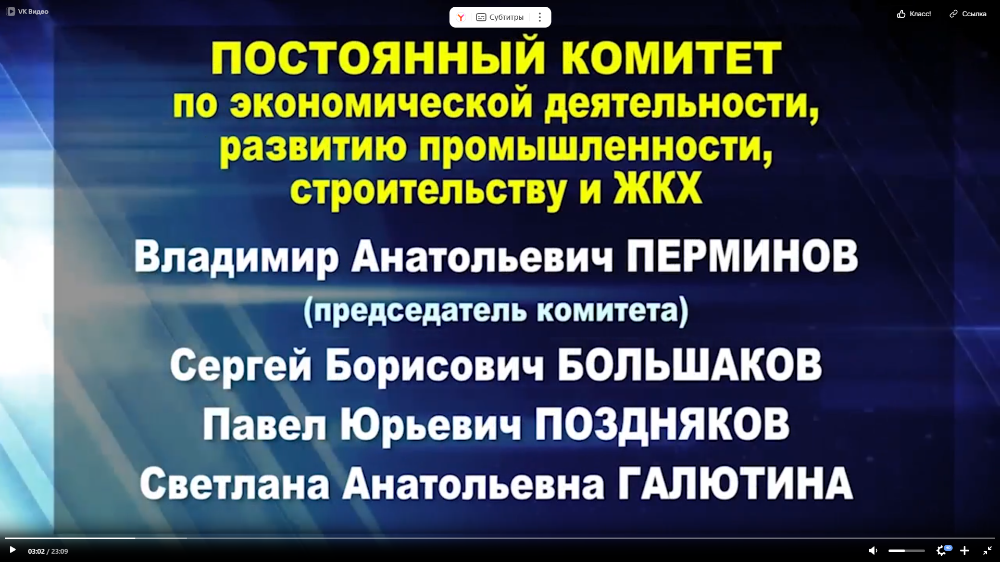 VK Видео
Субтитры
Класс!
Ссылка
ПОСТОЯННЫЙ КОМИТЕТ
по экономической деятельности,
развитию промышленности,
строительству и ЖКХ
Владимир Анатольевич ПЕРМИНОВ
(председатель комитета)
Сергей Борисович БОЛЬШАКОВ
Павел Юрьевич ПОЗДНЯКОВ
Светлана Анатольевна ГАЛЮТИНА
03:02 / 23:09
HD